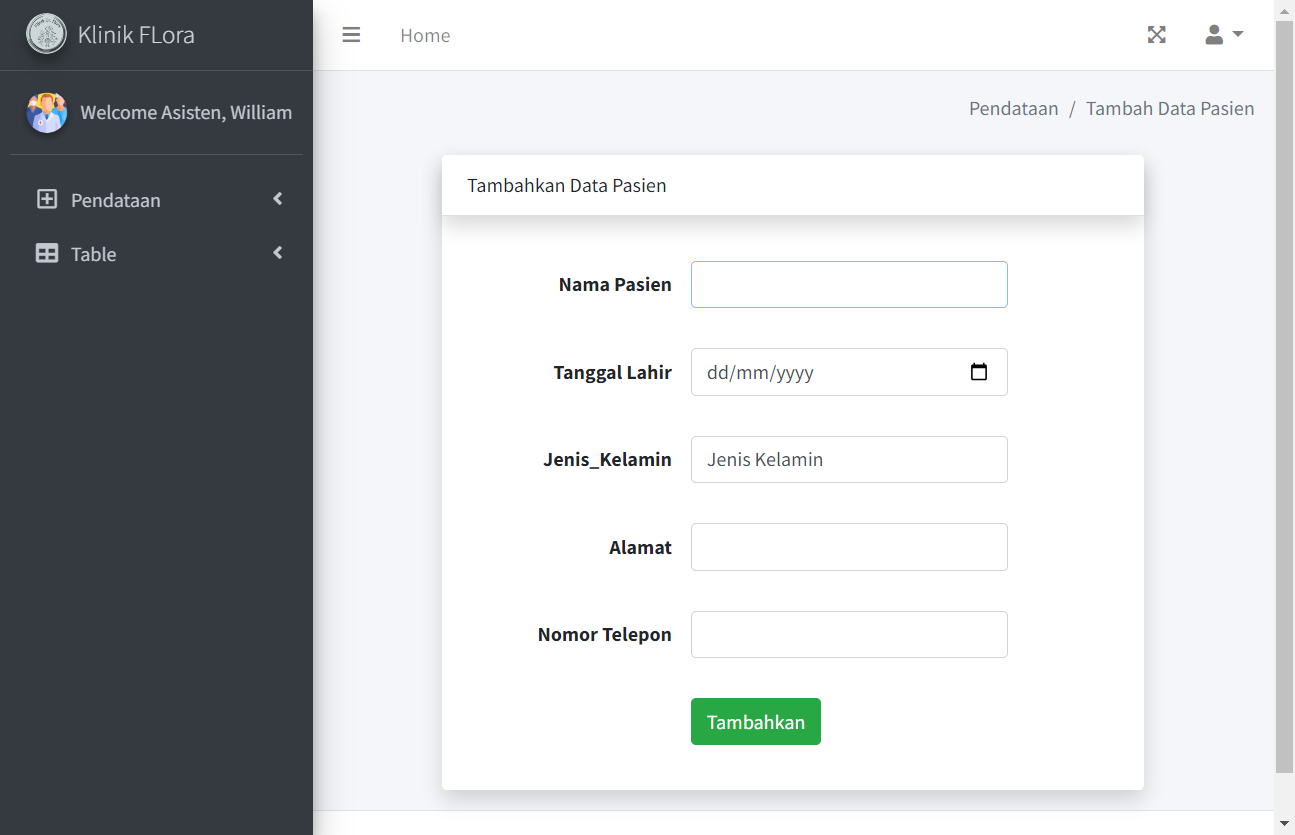 Klinik FLora
Home
Welcome Asisten, William
Pendataan / Tambah Data Pasien
Pendataan
Table
Tambahkan Data Pasien
Nama Pasien
Tanggal Lahir dd/mm/yyyy
Jenis_Kelamin Jenis Kelamin
Alamat
Nomor Telepon
Tambahkan